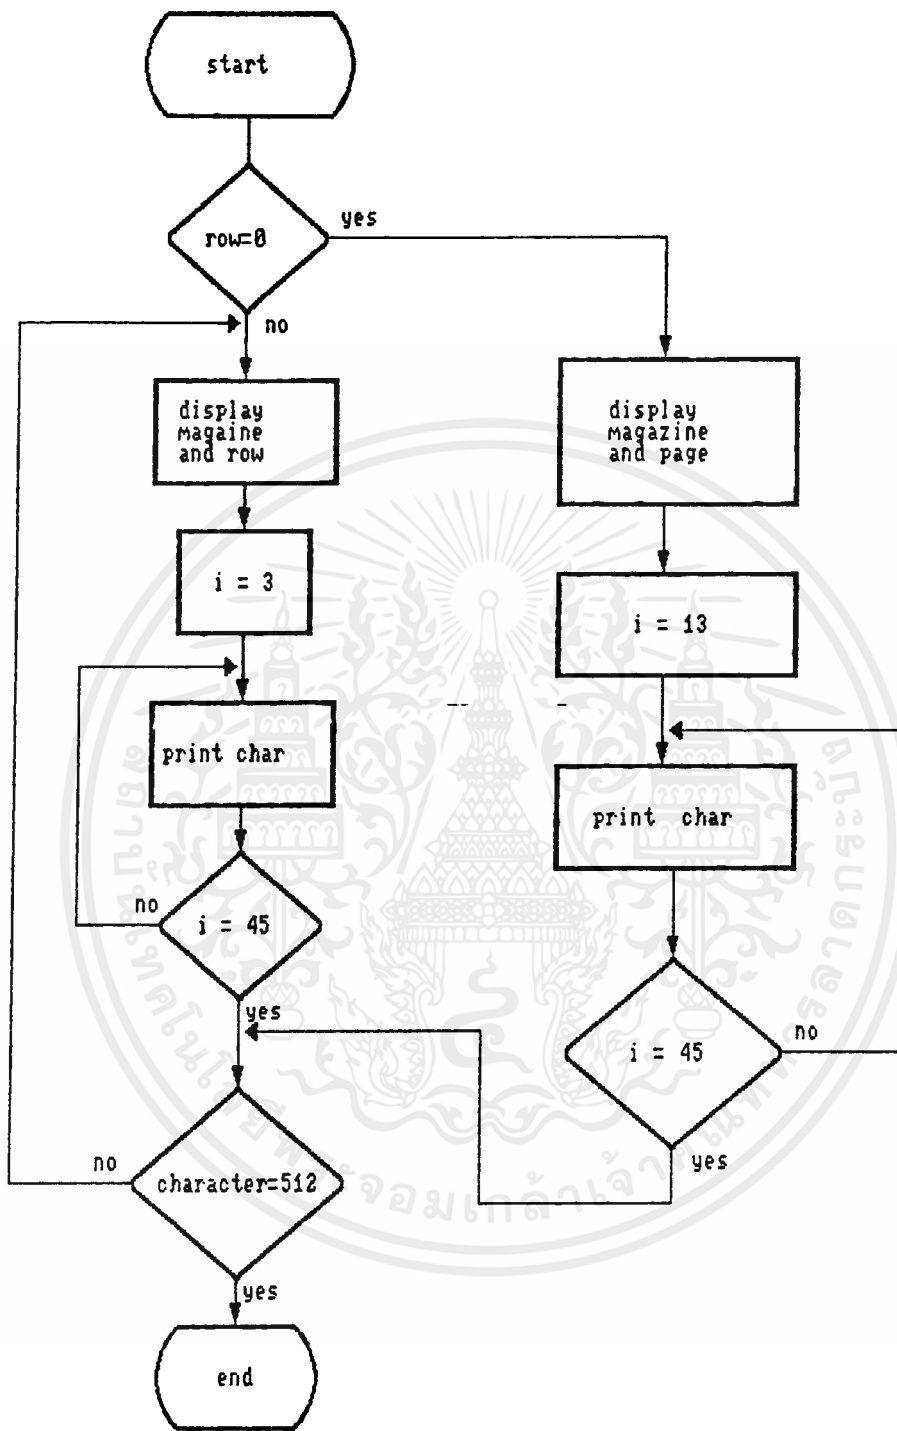 start
row=0
yes
no
display
magaine
and row
display
magazine
and page
i = 3
i = 13
print char
print char
no
i = 45
yes
i = 45
no
yes
no
character=512
yes
end